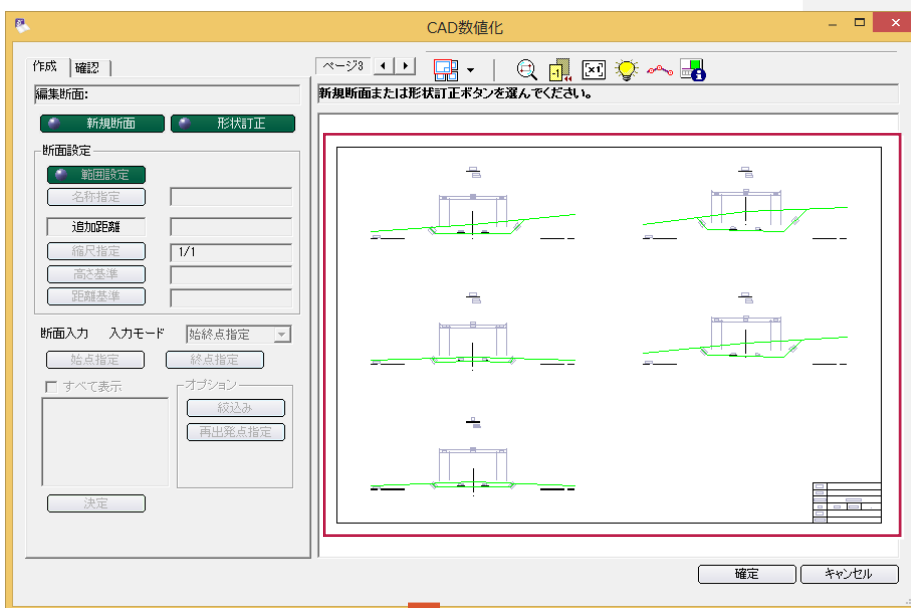 CAD数値化
作成 確認
ページ3
編集断面:
新規断面または形状訂正ボタンを選んでください。
新規断面 形状訂正
断面設定
範囲設定
名称指定
追加距離
縮尺指定 1/1
高さ基準
距離基準
断面入力 入力モード 始終点指定
始点指定 終点指定
すべて表示
オプション
絞込み
再出発点指定
決定
確定 キャンセル